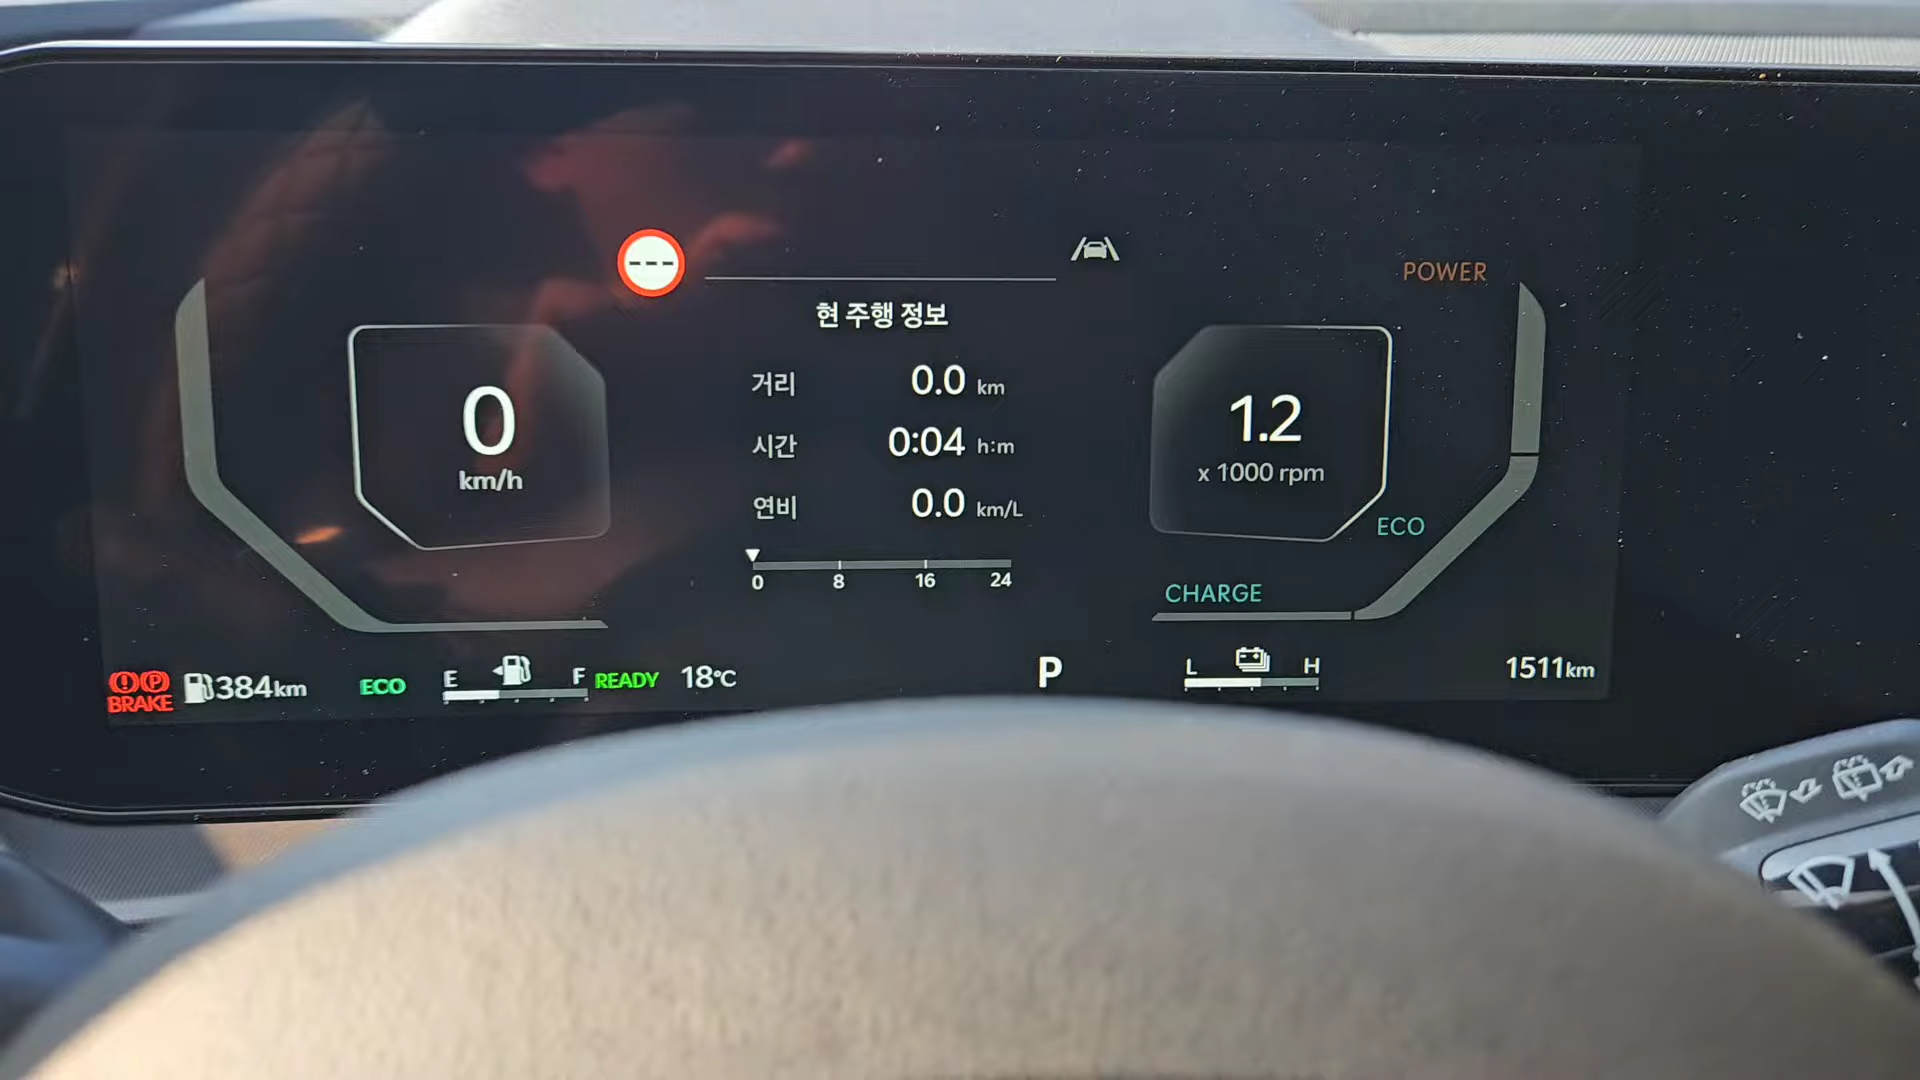 ---
현 주행 정보
거리 0.0 km
시간 0:04 h:m
연비 0.0 km/L
0 8 16 24
0
km/h
1.2
x 1000 rpm
POWER
ECO
CHARGE
BRAKE
384km
ECO
E F
READY
18℃
P
L H
1511km